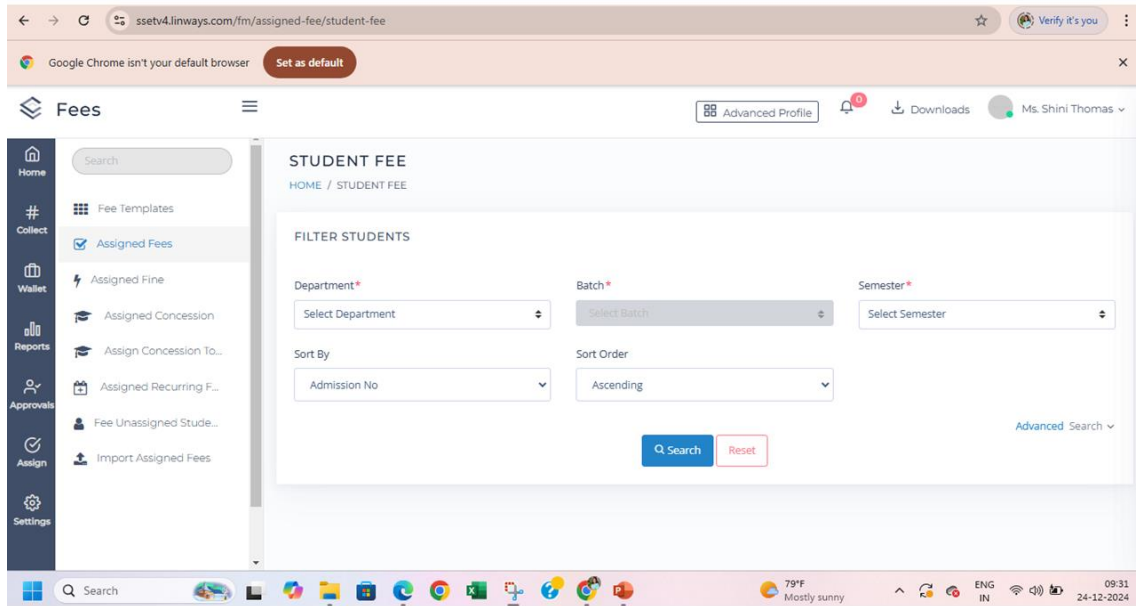 ssetv4.linways.com/fm/assigned-fee/student-fee
Verify it's you
Google Chrome isn't your default browser
Set as default
Fees
Advanced Profile
0
Downloads
Ms. Shini Thomas
Home
Collect
Wallet
Reports
Approvals
Assign
Settings
Search
Fee Templates
Assigned Fees
Assigned Fine
Assigned Concession
Assign Concession To...
Assigned Recurring F...
Fee Unassigned Stude...
Import Assigned Fees
STUDENT FEE
HOME / STUDENT FEE
FILTER STUDENTS
Department*
Batch*
Semester*
Select Department
Select Batch
Select Semester
Sort By
Sort Order
Admission No
Ascending
Advanced Search
Search
Reset
Search
79°F
Mostly sunny
ENG
IN
09:31
24-12-2024